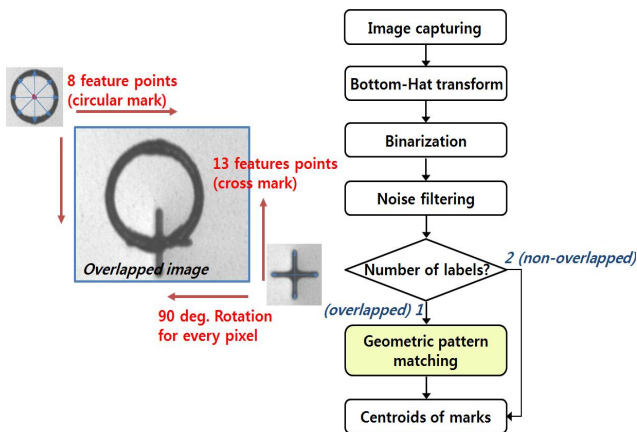 8 feature points
(circular mark)
13 features points
(cross mark)
Overlapped image
90 deg. Rotation
for every pixel
Image capturing
Bottom-Hat transform
Binarization
Noise filtering
Number of labels?
2 (non-overlapped)
(overlapped) 1
Geometric pattern
matching
Centroids of marks